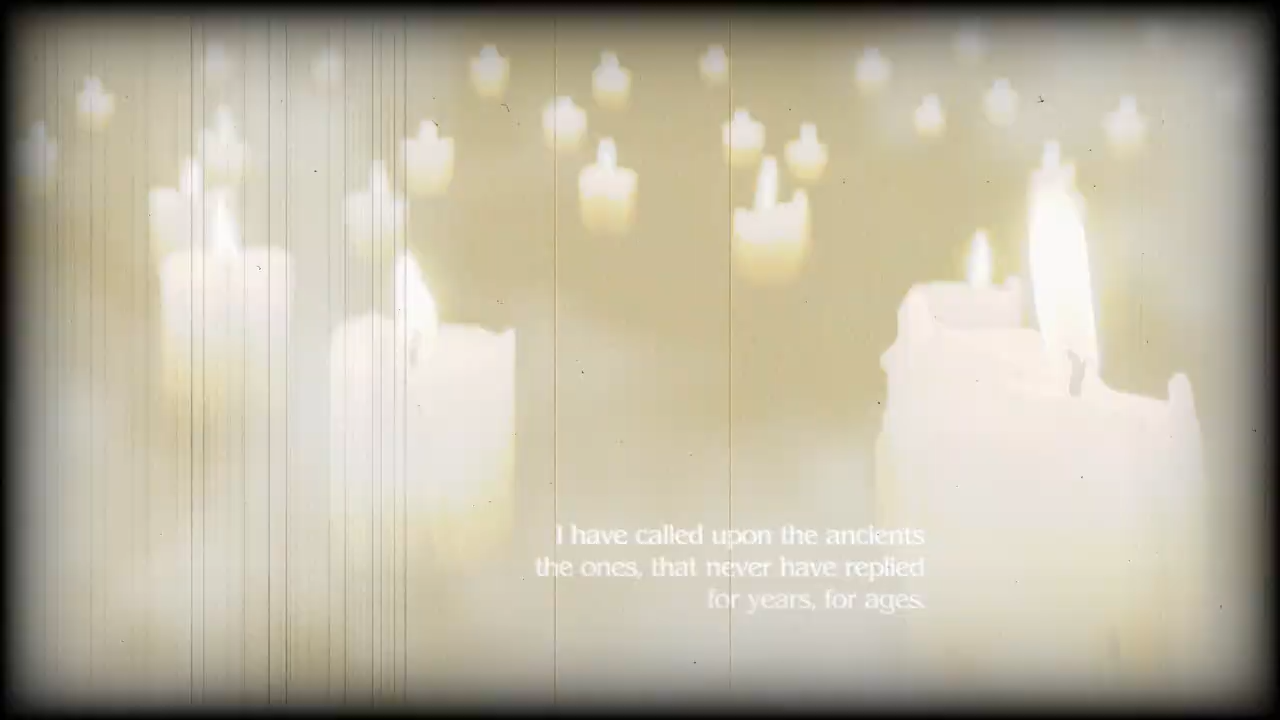 I have called upon the ancients
the ones, that never have replied
for years, for ages.